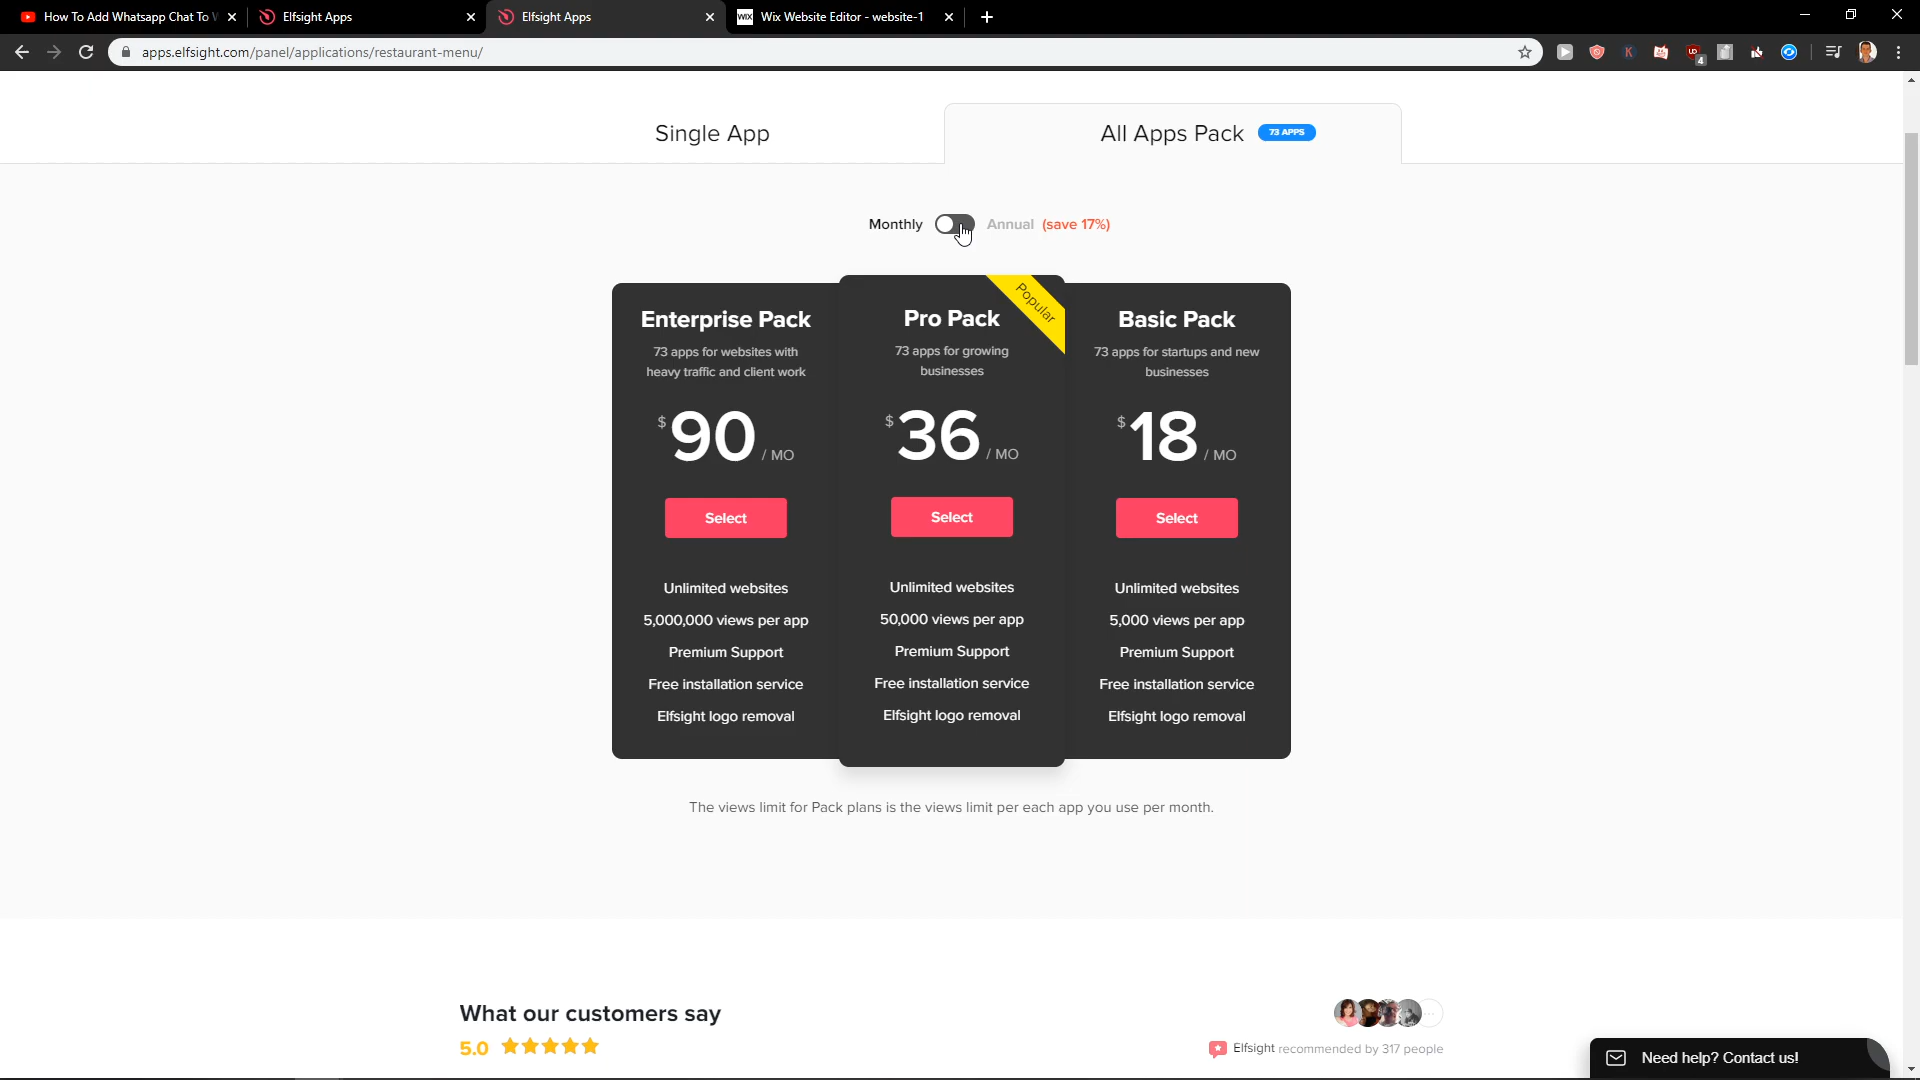 How To Add Whatsapp Chat To W
Elfsight Apps
Elfsight Apps
WIX
Wix Website Editor - website-1
apps.elfsight.com/panel/applications/restaurant-menu/
K
4
Single App
All Apps Pack
73 APPS
Monthly
Annual
(save 17%)
Enterprise Pack
73 apps for websites with
heavy traffic and client work
$90 / MO
Select
Unlimited websites
5,000,000 views per app
Premium Support
Free installation service
Elfsight logo removal
Popular
Pro Pack
73 apps for growing
businesses
$36 / MO
Select
Unlimited websites
50,000 views per app
Premium Support
Free installation service
Elfsight logo removal
Basic Pack
73 apps for startups and new
businesses
$18 / MO
Select
Unlimited websites
5,000 views per app
Premium Support
Free installation service
Elfsight logo removal
The views limit for Pack plans is the views limit per each app you use per month.
What our customers say
5.0
Elfsight recommended by 317 people
Need help? Contact us!